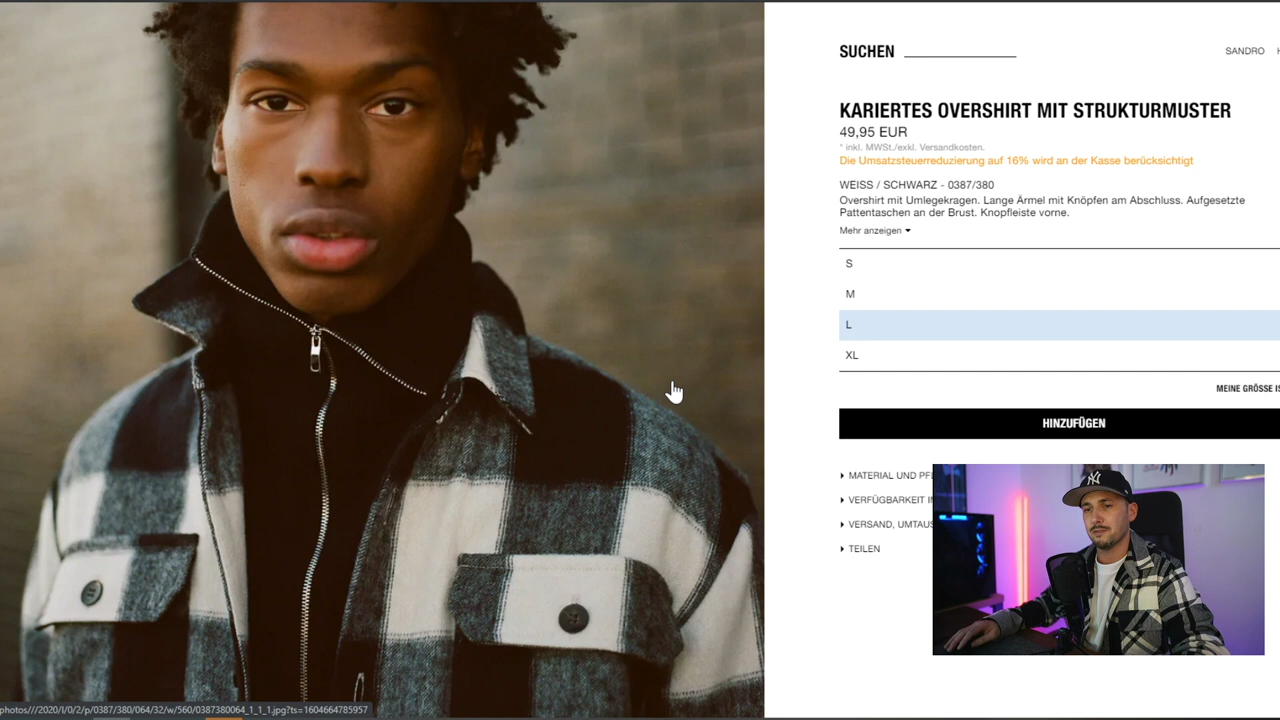 SUCHEN
SANDRO
KARIERTES OVERSHIRT MIT STRUKTURMUSTER
49,95 EUR
* inkl. MWSt./exkl. Versandkosten.
Die Umsatzsteuerreduzierung auf 16% wird an der Kasse berücksichtigt
WEISS / SCHWARZ - 0387/380
Overshirt mit Umlegekragen. Lange Ärmel mit Knöpfen am Abschluss. Aufgesetzte
Pattentaschen an der Brust. Knopfleiste vorne.
Mehr anzeigen
S
M
L
XL
MEINE GRÖSSE IS
HINZUFÜGEN
MATERIAL UND PFL
VERFÜGBARKEIT IN
VERSAND, UMTAUS
TEILEN
NY
photos///2020/I/0/2/p/0387/380/064/32/w/560/0387380064_1_1_1.jpg?ts=1604664785957